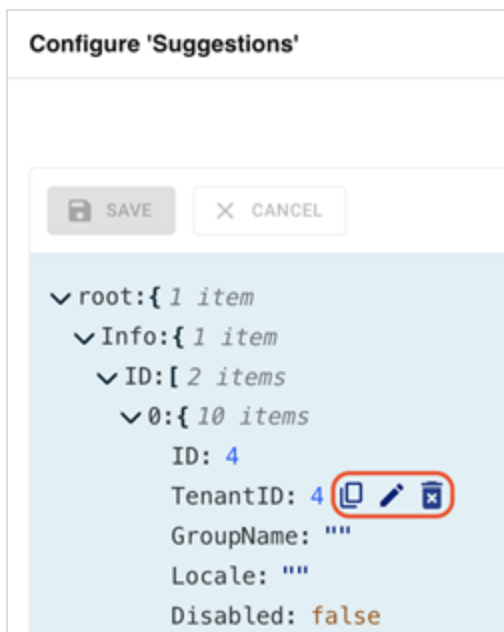 Configure 'Suggestions'
SAVE CANCEL
root:{ 1 item
Info:{ 1 item
ID:[ 2 items
0:{ 10 items
ID: 4
TenantID: 4
GroupName: ""
Locale: ""
Disabled: false